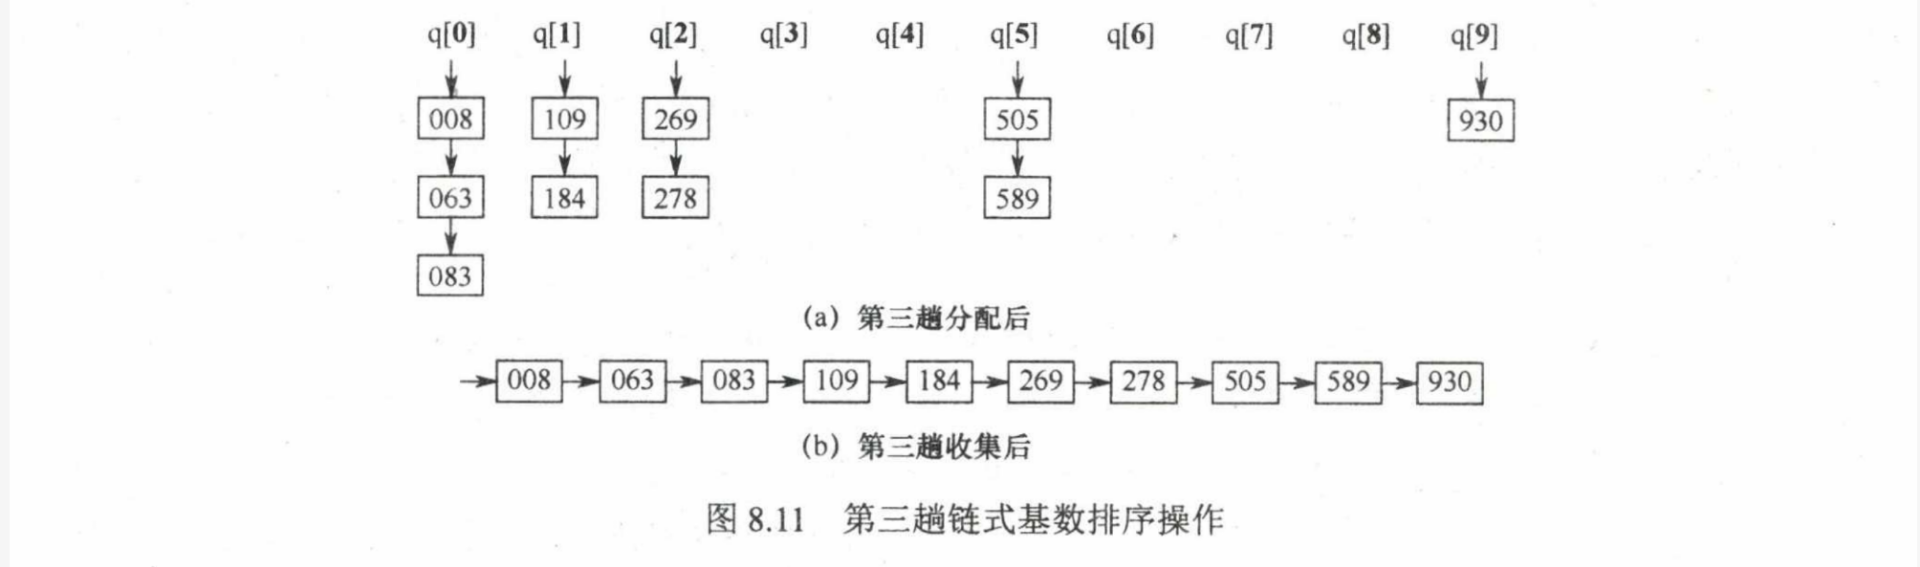 q[0] q[1] q[2] q[3] q[4] q[5] q[6] q[7] q[8] q[9]
008 109 269 505 930
063 184 278 589
083
(a) 第三趟分配后
008 063 083 109 184 269 278 505 589 930
(b) 第三趟收集后
图 8.11 第三趟链式基数排序操作